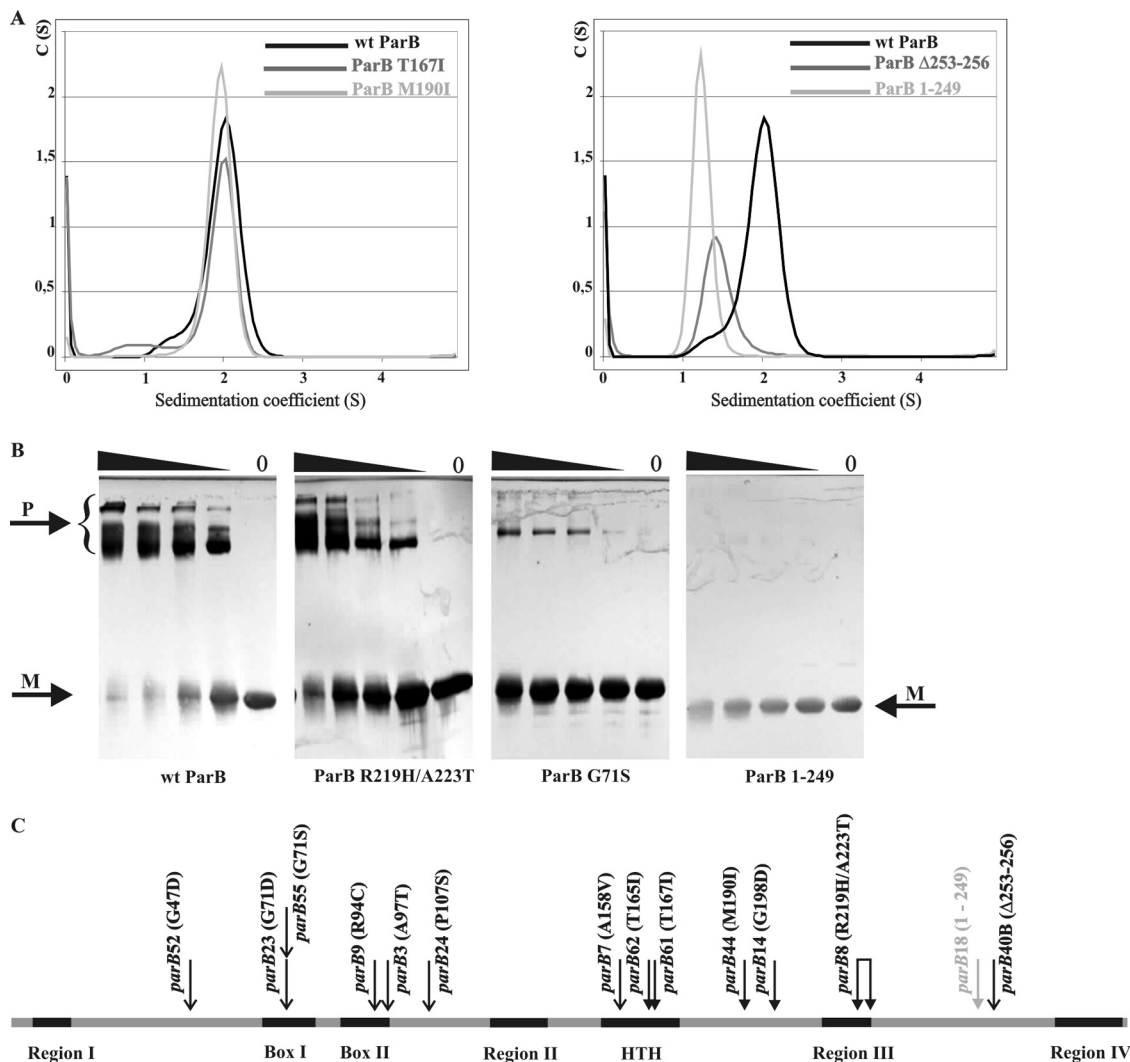 A
C (S)
wt ParB
ParB T167I
ParB M190I
2
1,5
1
0,5
0
0 1 2 3 4
Sedimentation coefficient (S)
C (S)
wt ParB
ParB Δ253-256
ParB 1-249
2
1,5
1
0,5
0
0 1 2 3 4
Sedimentation coefficient (S)
B
0 0 0 0
P
M
M
wt ParB
ParB R219H/A223T
ParB G71S
ParB 1-249
C
parB52 (G47D)
parB23 (G71D)
parB55 (G71S)
parB9 (R94C)
parB3 (A97T)
parB24 (P107S)
parB7 (A158V)
parB62 (T165I)
parB61 (T167I)
parB44 (M190I)
parB14 (G198D)
parB8 (R219H/A223T)
parB18 (1 - 249)
parB40B (Δ253-256)
Region I
Box I
Box II
Region II
HTH
Region III
Region IV